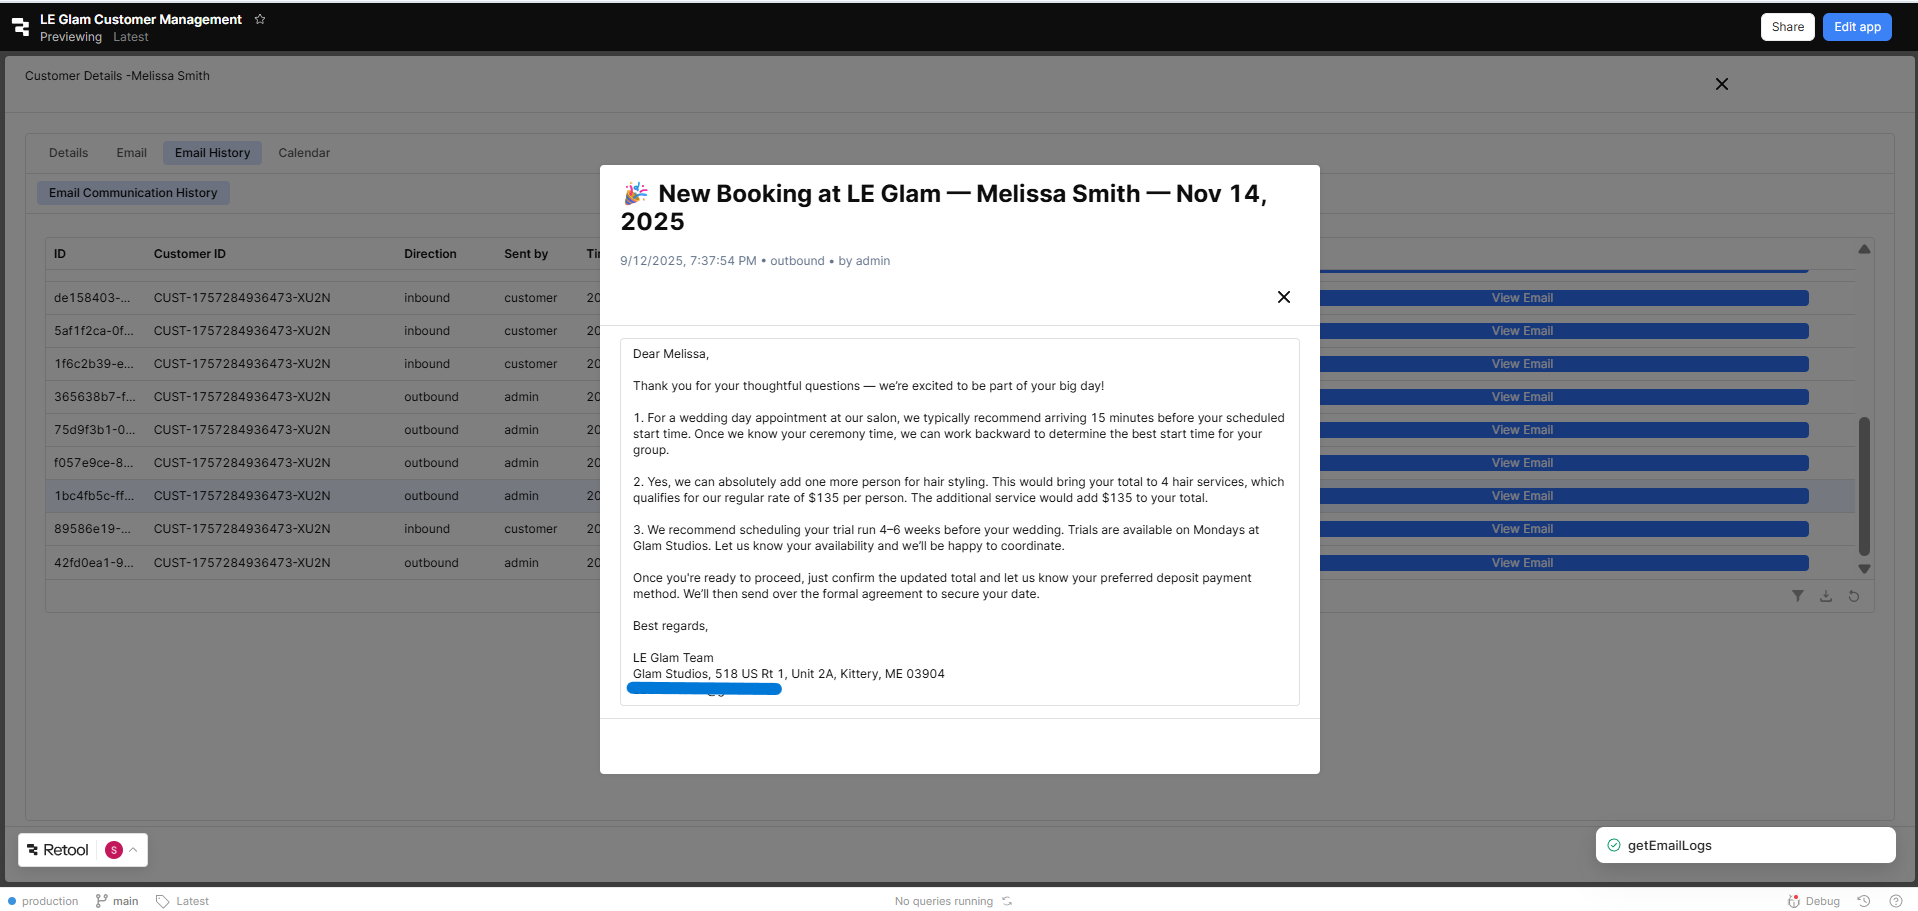 LE Glam Customer Management
Previewing Latest
Share
Edit app
Customer Details -Melissa Smith
Details Email Email History Calendar
Email Communication History
ID Customer ID Direction Sent by
de158403-... CUST-1757284936473-XU2N inbound customer 20 View Email
5af1f2ca-0f... CUST-1757284936473-XU2N inbound customer 20 View Email
1f6c2b39-e... CUST-1757284936473-XU2N inbound customer 20 View Email
365638b7-f... CUST-1757284936473-XU2N outbound admin 20 View Email
75d9f3b1-0... CUST-1757284936473-XU2N outbound admin 20 View Email
f057e9ce-8... CUST-1757284936473-XU2N outbound admin 20 View Email
1bc4fb5c-ff... CUST-1757284936473-XU2N outbound admin 20 View Email
89586e19-... CUST-1757284936473-XU2N inbound customer 20 View Email
42fd0ea1-9... CUST-1757284936473-XU2N outbound admin 20 View Email
🎉 New Booking at LE Glam — Melissa Smith — Nov 14,
2025
9/12/2025, 7:37:54 PM • outbound • by admin
Dear Melissa,
Thank you for your thoughtful questions — we're excited to be part of your big day!
1. For a wedding day appointment at our salon, we typically recommend arriving 15 minutes before your scheduled
start time. Once we know your ceremony time, we can work backward to determine the best start time for your
group.
2. Yes, we can absolutely add one more person for hair styling. This would bring your total to 4 hair services, which
qualifies for our regular rate of $135 per person. The additional service would add $135 to your total.
3. We recommend scheduling your trial run 4–6 weeks before your wedding. Trials are available on Mondays at
Glam Studios. Let us know your availability and we'll be happy to coordinate.
Once you're ready to proceed, just confirm the updated total and let us know your preferred deposit payment
method. We'll then send over the formal agreement to secure your date.
Best regards,
LE Glam Team
Glam Studios, 518 US Rt 1, Unit 2A, Kittery, ME 03904
Retool S
getEmailLogs
production main Latest
No queries running
Debug